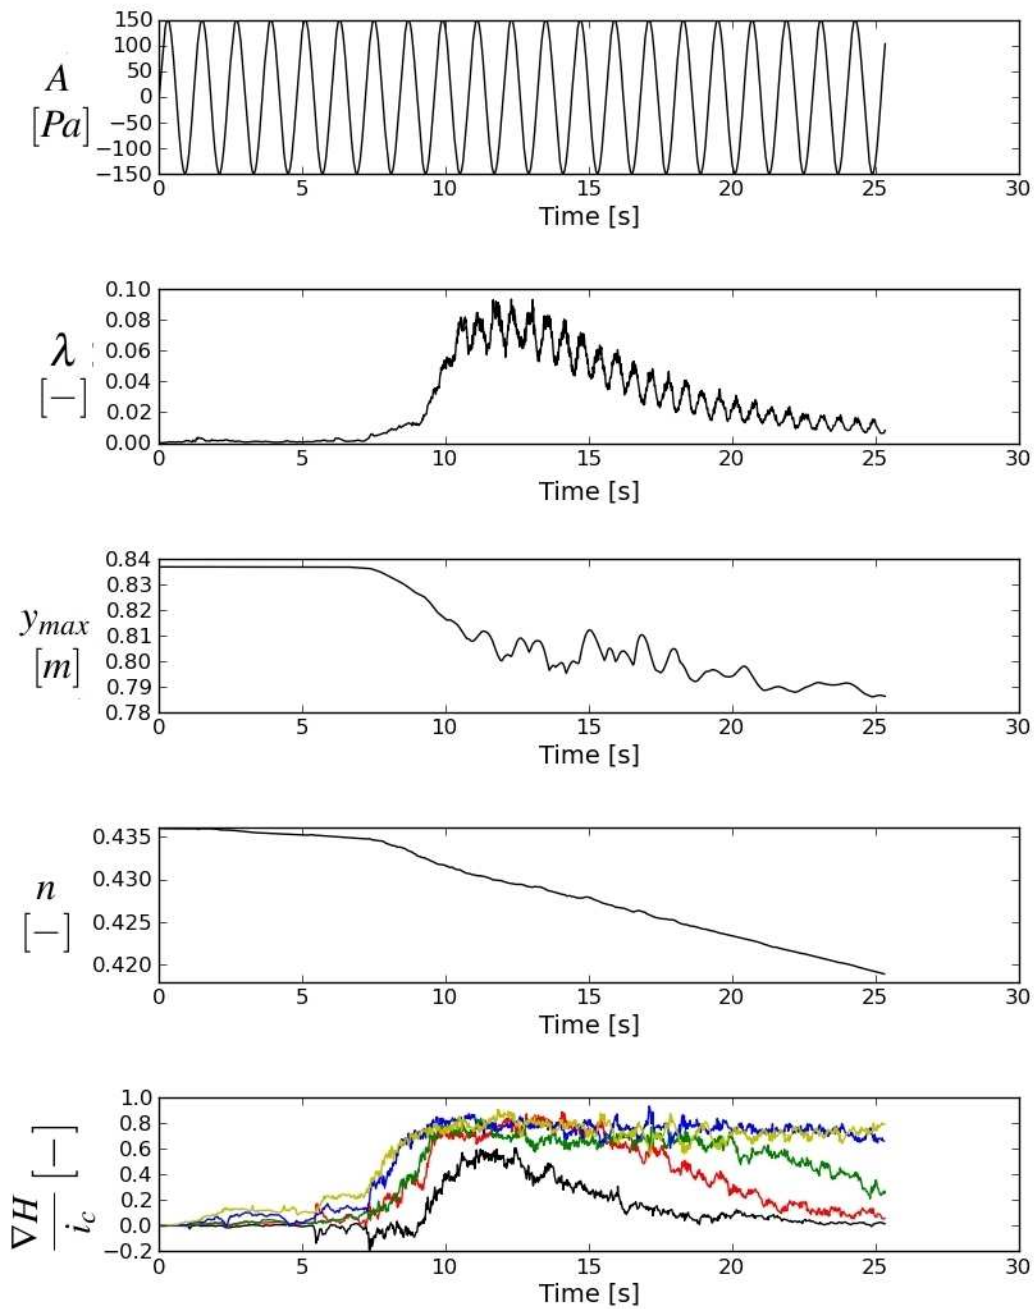 A
[Pa]
150
100
50
0
−50
−100
−150
0 5 10 15 20 25 30
Time [s]
λ
[−]
0.10
0.08
0.06
0.04
0.02
0.00
0 5 10 15 20 25 30
Time [s]
y_max
[m]
0.84
0.83
0.82
0.81
0.80
0.79
0.78
0 5 10 15 20 25 30
Time [s]
n
[−]
0.435
0.430
0.425
0.420
0 5 10 15 20 25 30
Time [s]
∇H/i_c [−]
1.0
0.8
0.6
0.4
0.2
0.0
−0.2
0 5 10 15 20 25 30
Time [s]